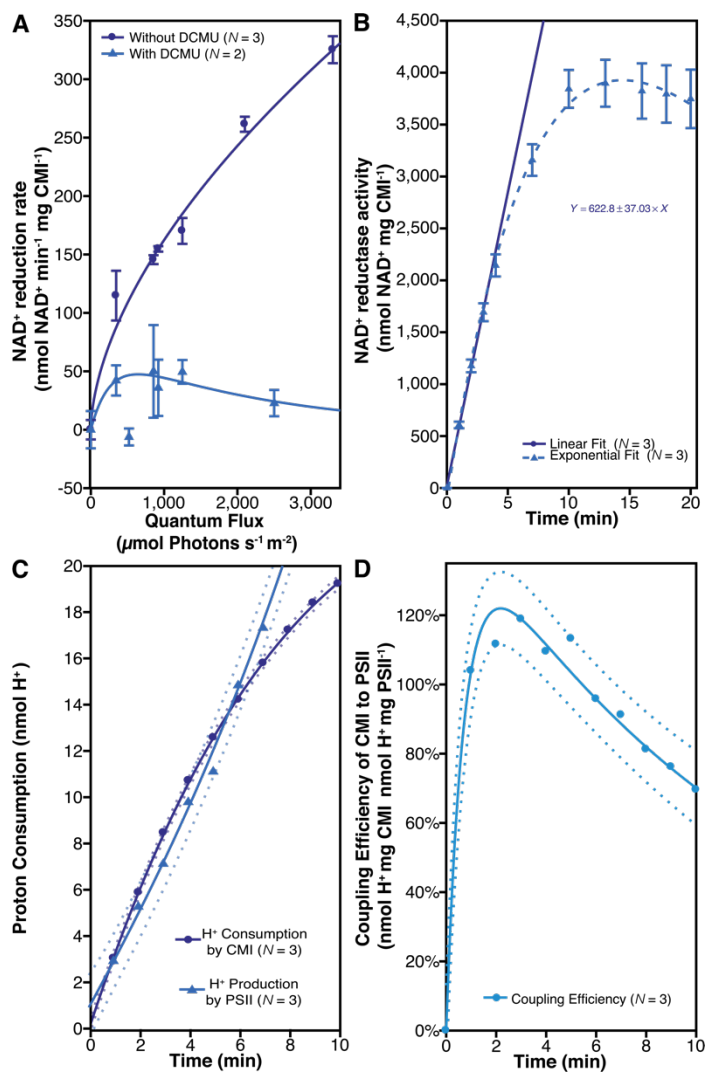 A
Without DCMU (N = 3)
With DCMU (N = 2)
350
300
250
200
150
100
50
0
-50
NAD⁺ reduction rate
(nmol NAD⁺ min⁻¹ mg CMI⁻¹)
0
1,000
2,000
3,000
Quantum Flux
(µmol Photons s⁻¹ m⁻²)
B
4,500
4,000
3,500
3,000
2,500
2,000
1,500
1,000
500
0
NAD⁺ reductase activity
(nmol NAD⁺ mg CMI⁻¹)
Y = 622.8 ± 37.03 × X
Linear Fit (N = 3)
Exponential Fit (N = 3)
0
5
10
15
20
Time (min)
C
20
18
16
14
12
10
8
6
4
2
0
Proton Consumption (nmol H⁺)
H⁺ Consumption
by CMI (N = 3)
H⁺ Production
by PSII (N = 3)
0
2
4
6
8
10
Time (min)
D
120%
100%
80%
60%
40%
20%
0%
Coupling Efficiency of CMI to PSII
(nmol H⁺ mg CMI nmol H⁺ mg PSII⁻¹)
Coupling Efficiency (N = 3)
0
2
4
6
8
10
Time (min)